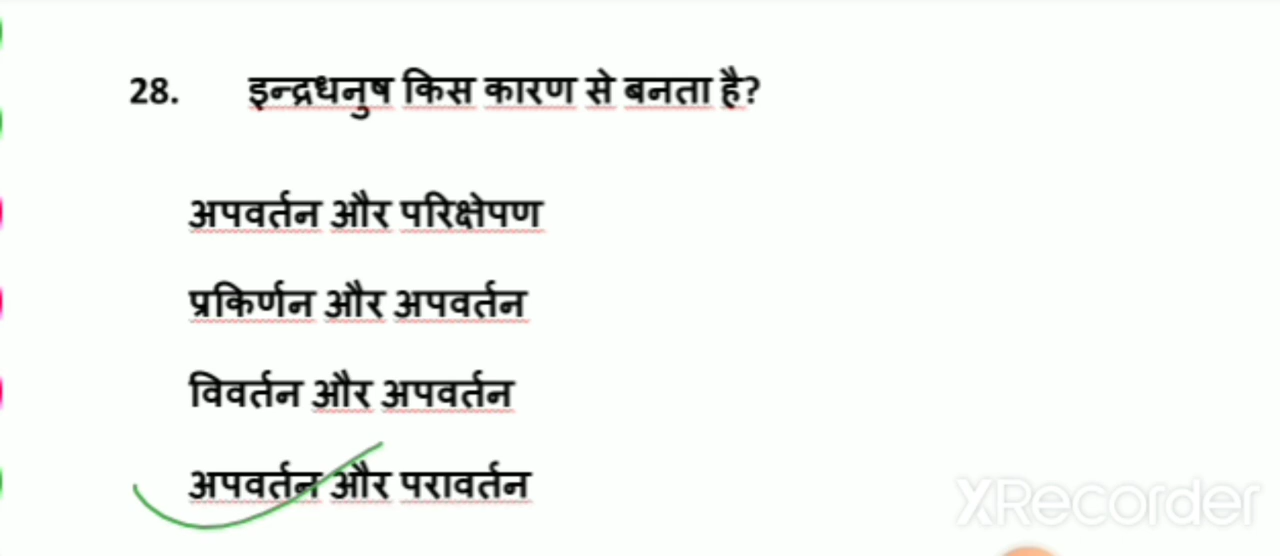 28. इन्द्रधनुष किस कारण से बनता है?
अपवर्तन और परिक्षेपण
प्रकिर्णन और अपवर्तन
विवर्तन और अपवर्तन
अपवर्तन और परावर्तन
XRecorder